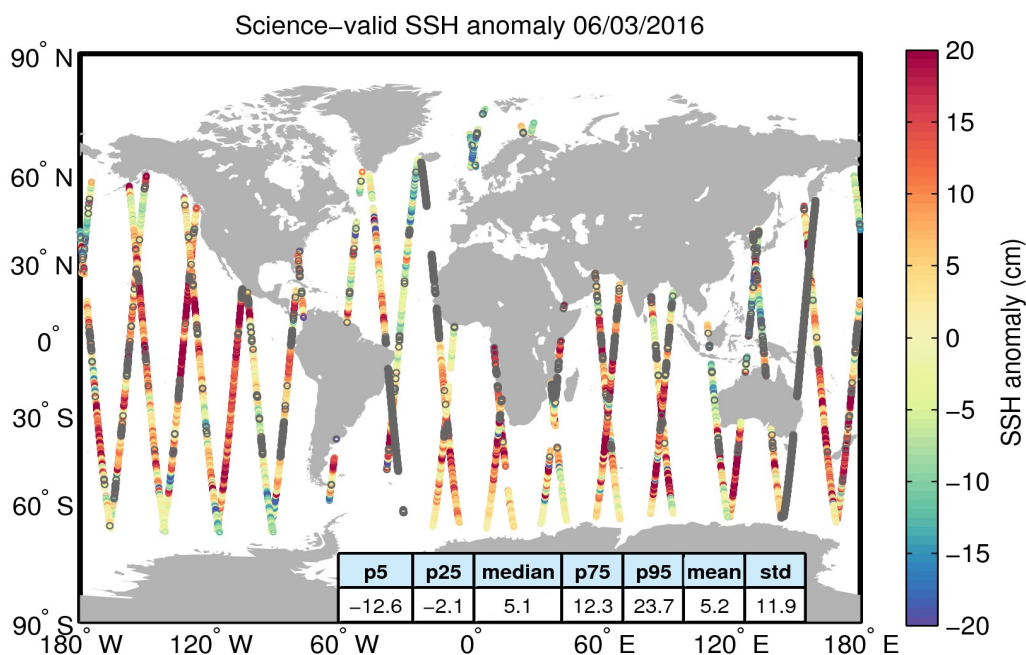 Science−valid SSH anomaly 06/03/2016
90° N
60° N
30° N
0°
30° S
60° S
90° S
180° W
120° W
60° W
0°
60° E
120° E
180° E
p5 p25 median p75 p95 mean std
−12.6 −2.1 5.1 12.3 23.7 5.2 11.9
20
15
10
5
0
−5
−10
−15
−20
SSH anomaly (cm)